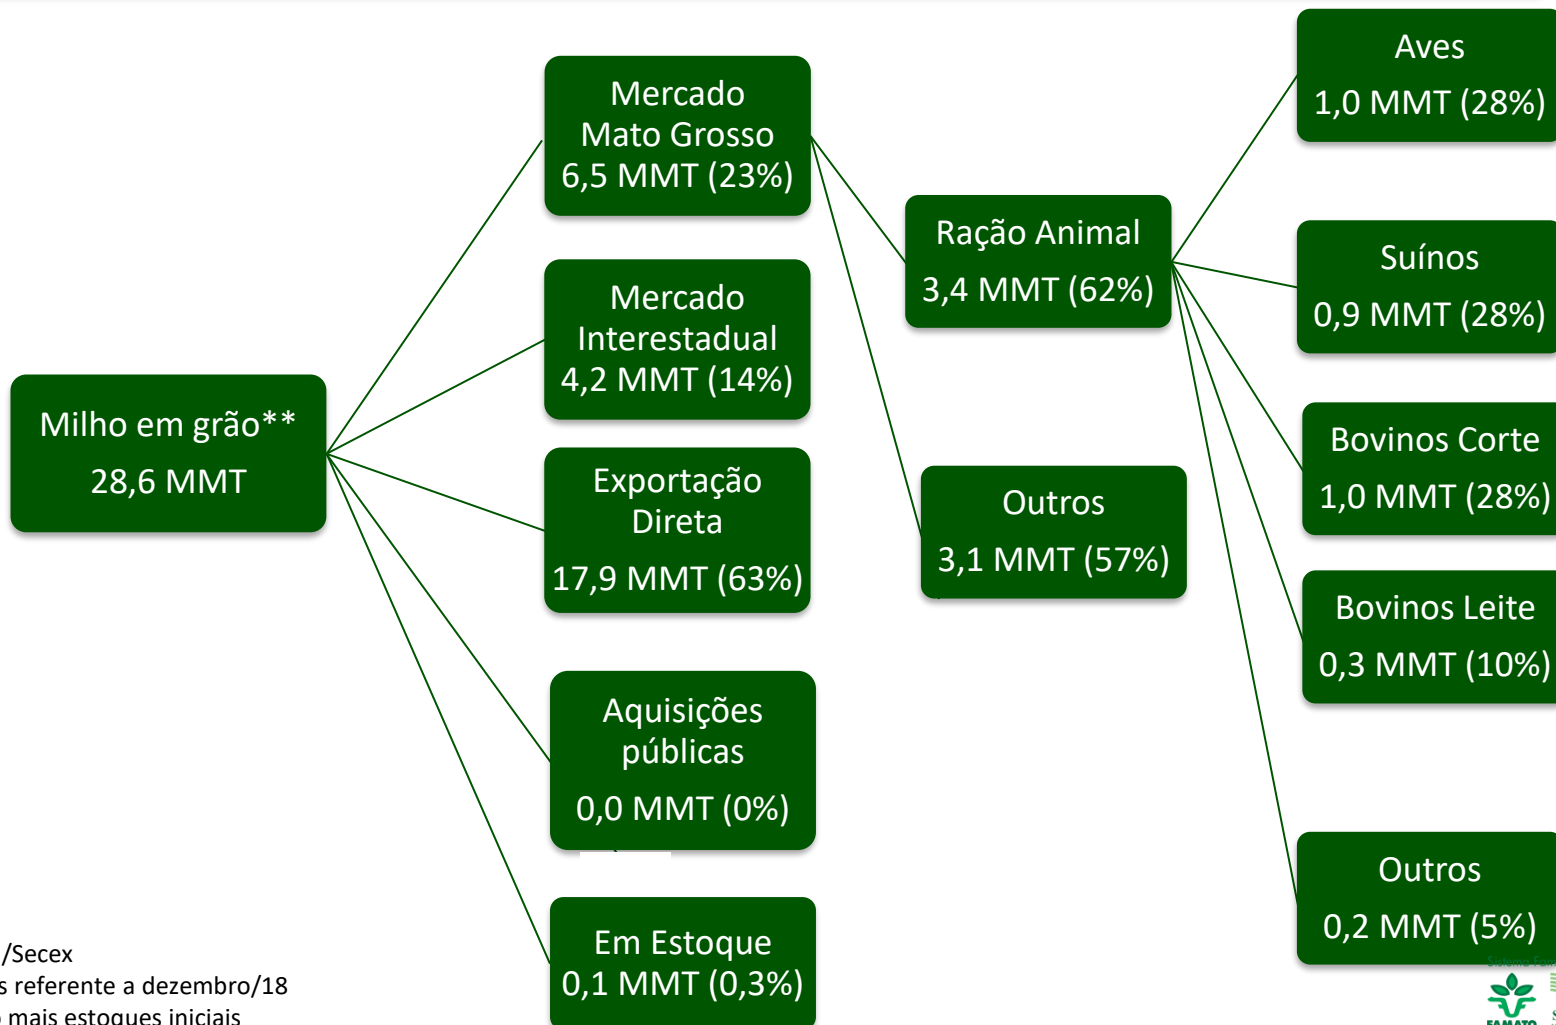 Milho em grão**
28,6 MMT
Mercado
Mato Grosso
6,5 MMT (23%)
Mercado
Interestadual
4,2 MMT (14%)
Exportação
Direta
17,9 MMT (63%)
Aquisições
públicas
0,0 MMT (0%)
Em Estoque
0,1 MMT (0,3%)
Ração Animal
3,4 MMT (62%)
Outros
3,1 MMT (57%)
Aves
1,0 MMT (28%)
Suínos
0,9 MMT (28%)
Bovinos Corte
1,0 MMT (28%)
Bovinos Leite
0,3 MMT (10%)
Outros
0,2 MMT (5%)
/Secex
s referente a dezembro/18
mais estoques iniciais
Sistema
FAMATO